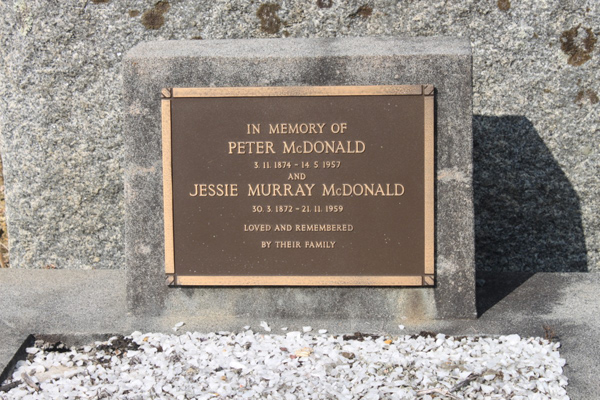 IN MEMORY OF
PETER McDONALD
3. 11. 1874 - 14. 5. 1957
AND
JESSIE MURRAY McDONALD
30. 3. 1872 - 21. 11. 1959
LOVED AND REMEMBERED
BY THEIR FAMILY